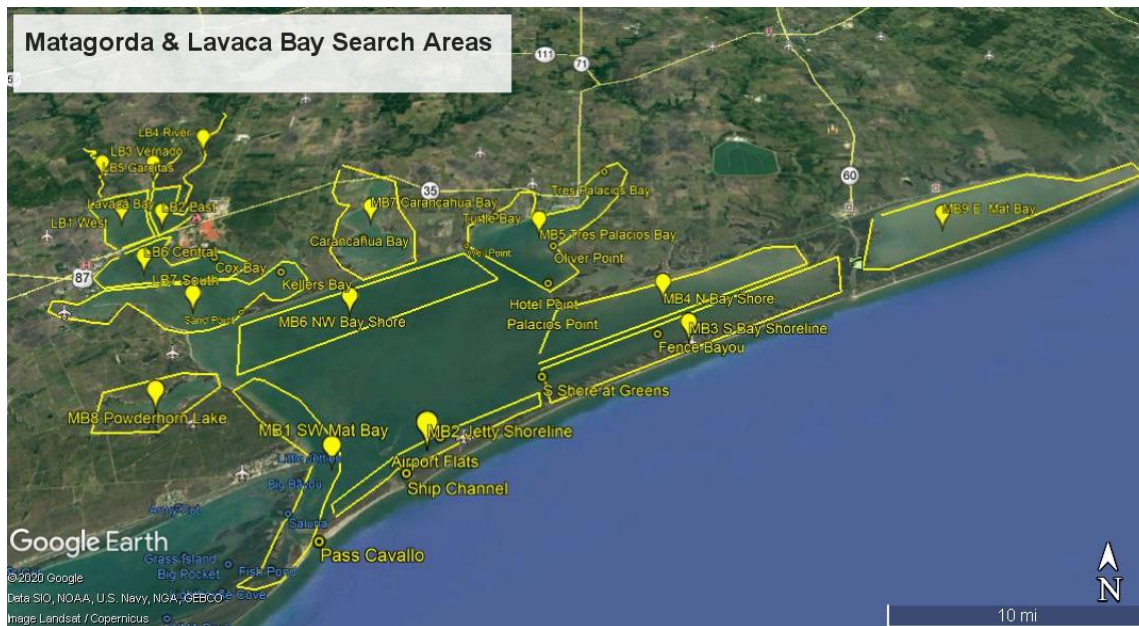 Matagorda & Lavaca Bay Search Areas
111
71
LB4 River
LB3 Vernado
LB5 Garcitas
35
60
Tres Palacios Bay
MB7 Carancahua Bay
Lavaca Bay
LB2 East
LB1 West
Turtle Bay
MB9 E. Mat Bay
MB5 Tres Palacios Bay
Carancahua Bay
Oliver Point
LB6 Central
Cox Bay
87
LB7 South
Kellers Bay
Hotel Point
MB4 N Bay Shore
Sand Point
MB6 NW Bay Shore
Palacios Point
MB3 S Bay Shoreline
Fence Bayou
S Shore at Greens
MB8 Powderhorn Lake
MB1 SW Mat Bay
MB2 Jetty Shoreline
Airport Flats
Big Bayou
Ship Channel
Saluria
Google Earth
Pass Cavallo
Grass Island
Big Pocket
Fish Pond
©2020 Google
Data SIO, NOAA, U.S. Navy, NGA, GEBCO
Image Landsat / Copernicus
N
10 mi